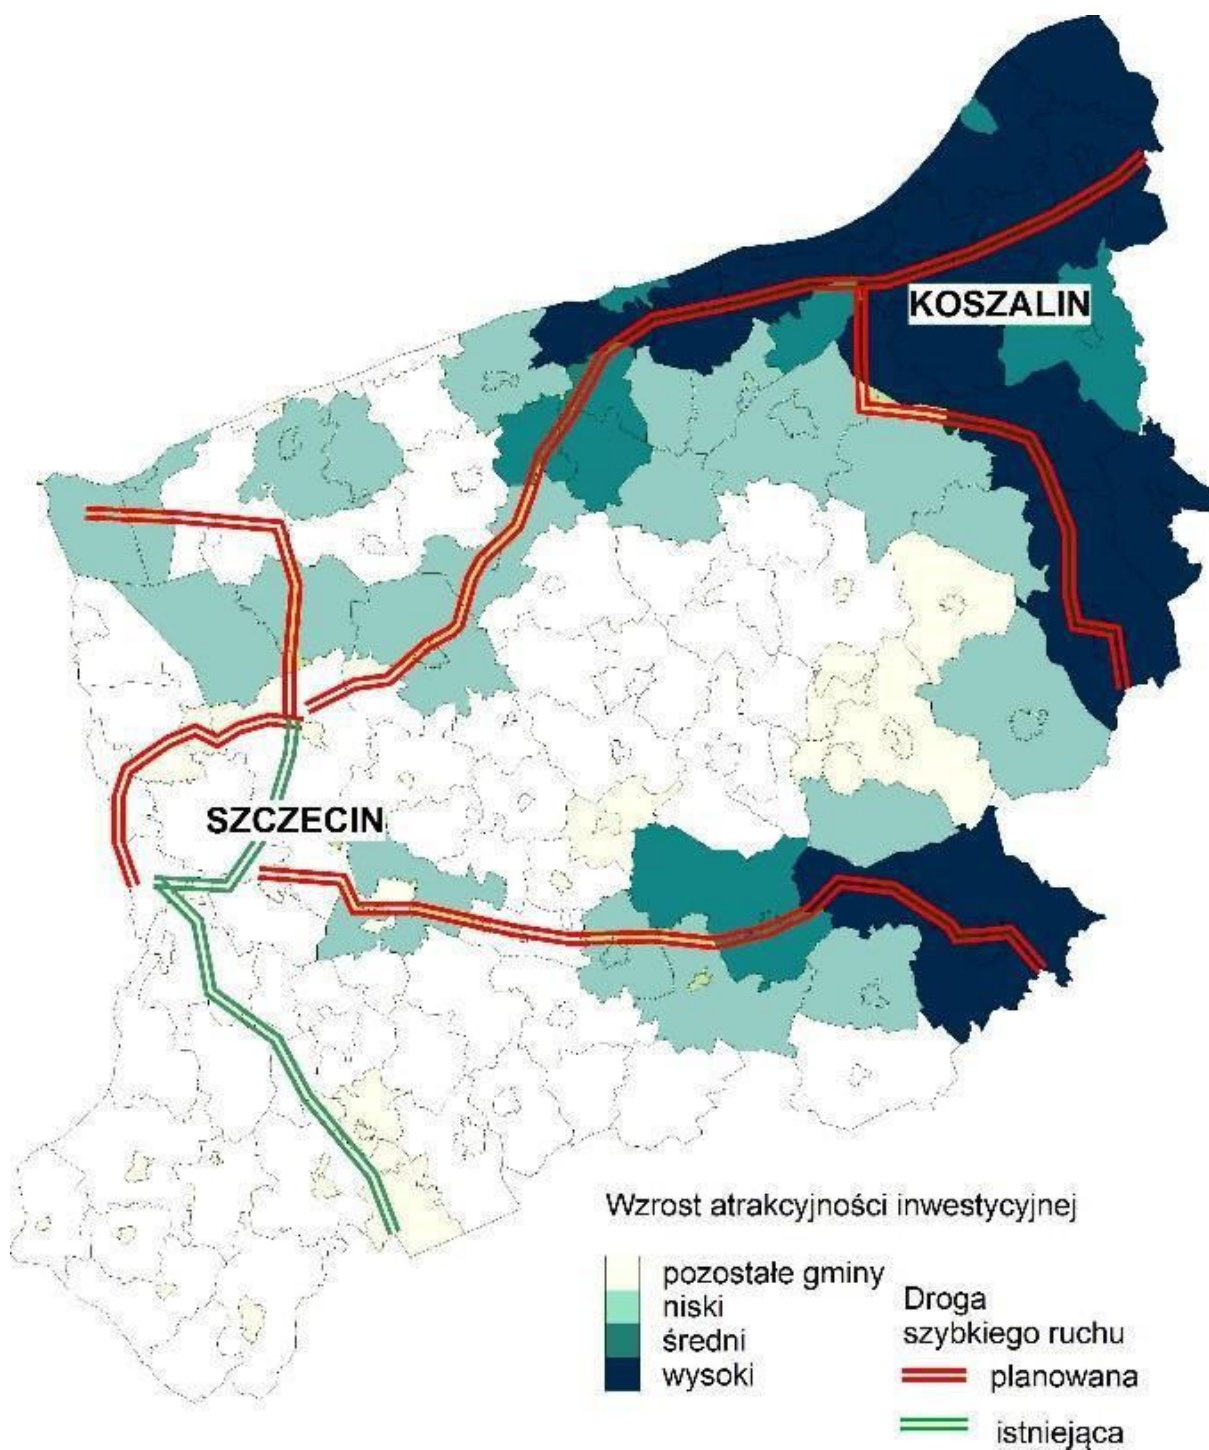 KOSZALIN
SZCZECIN
Wzrost atrakcyjności inwestycyjnej
pozostałe gminy
niski
średni
wysoki
Droga
szybkiego ruchu
planowana
istniejąca